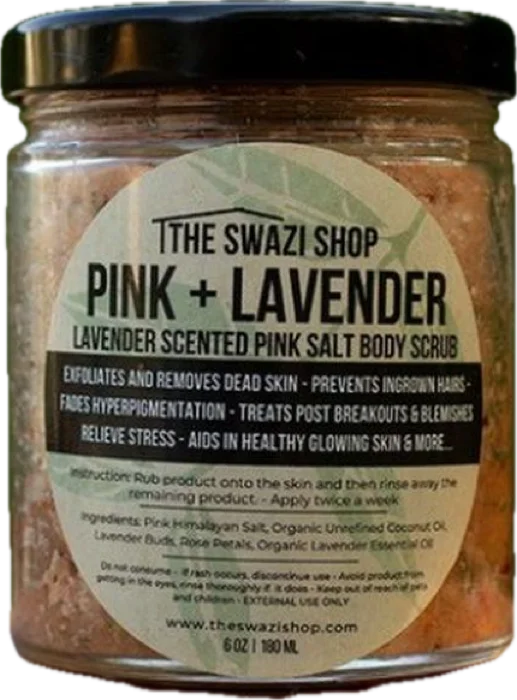 THE SWAZI SHOP
PINK + LAVENDER
LAVENDER SCENTED PINK SALT BODY SCRUB
EXFOLIATES AND REMOVES DEAD SKIN - PREVENTS INGROWN HAIRS -
FADES HYPERPIGMENTATION - TREATS POST BREAKOUTS & BLEMISHES
RELIEVE STRESS - AIDS IN HEALTHY GLOWING SKIN & MORE...
Instruction: Rub product onto the skin and then rinse away the
remaining product. - Apply twice a week
Ingredients: Pink Himalayan Salt, Organic Unrefined Coconut Oil,
Lavender Buds, Rose Petals, Organic Lavender Essential Oil
Do not consume - If rash occurs, discontinue use - Avoid product from
getting in the eyes, rinse thoroughly if it does - Keep out of reach of pets
and children - EXTERNAL USE ONLY
www.theswazishop.com
6 OZ | 180 ML